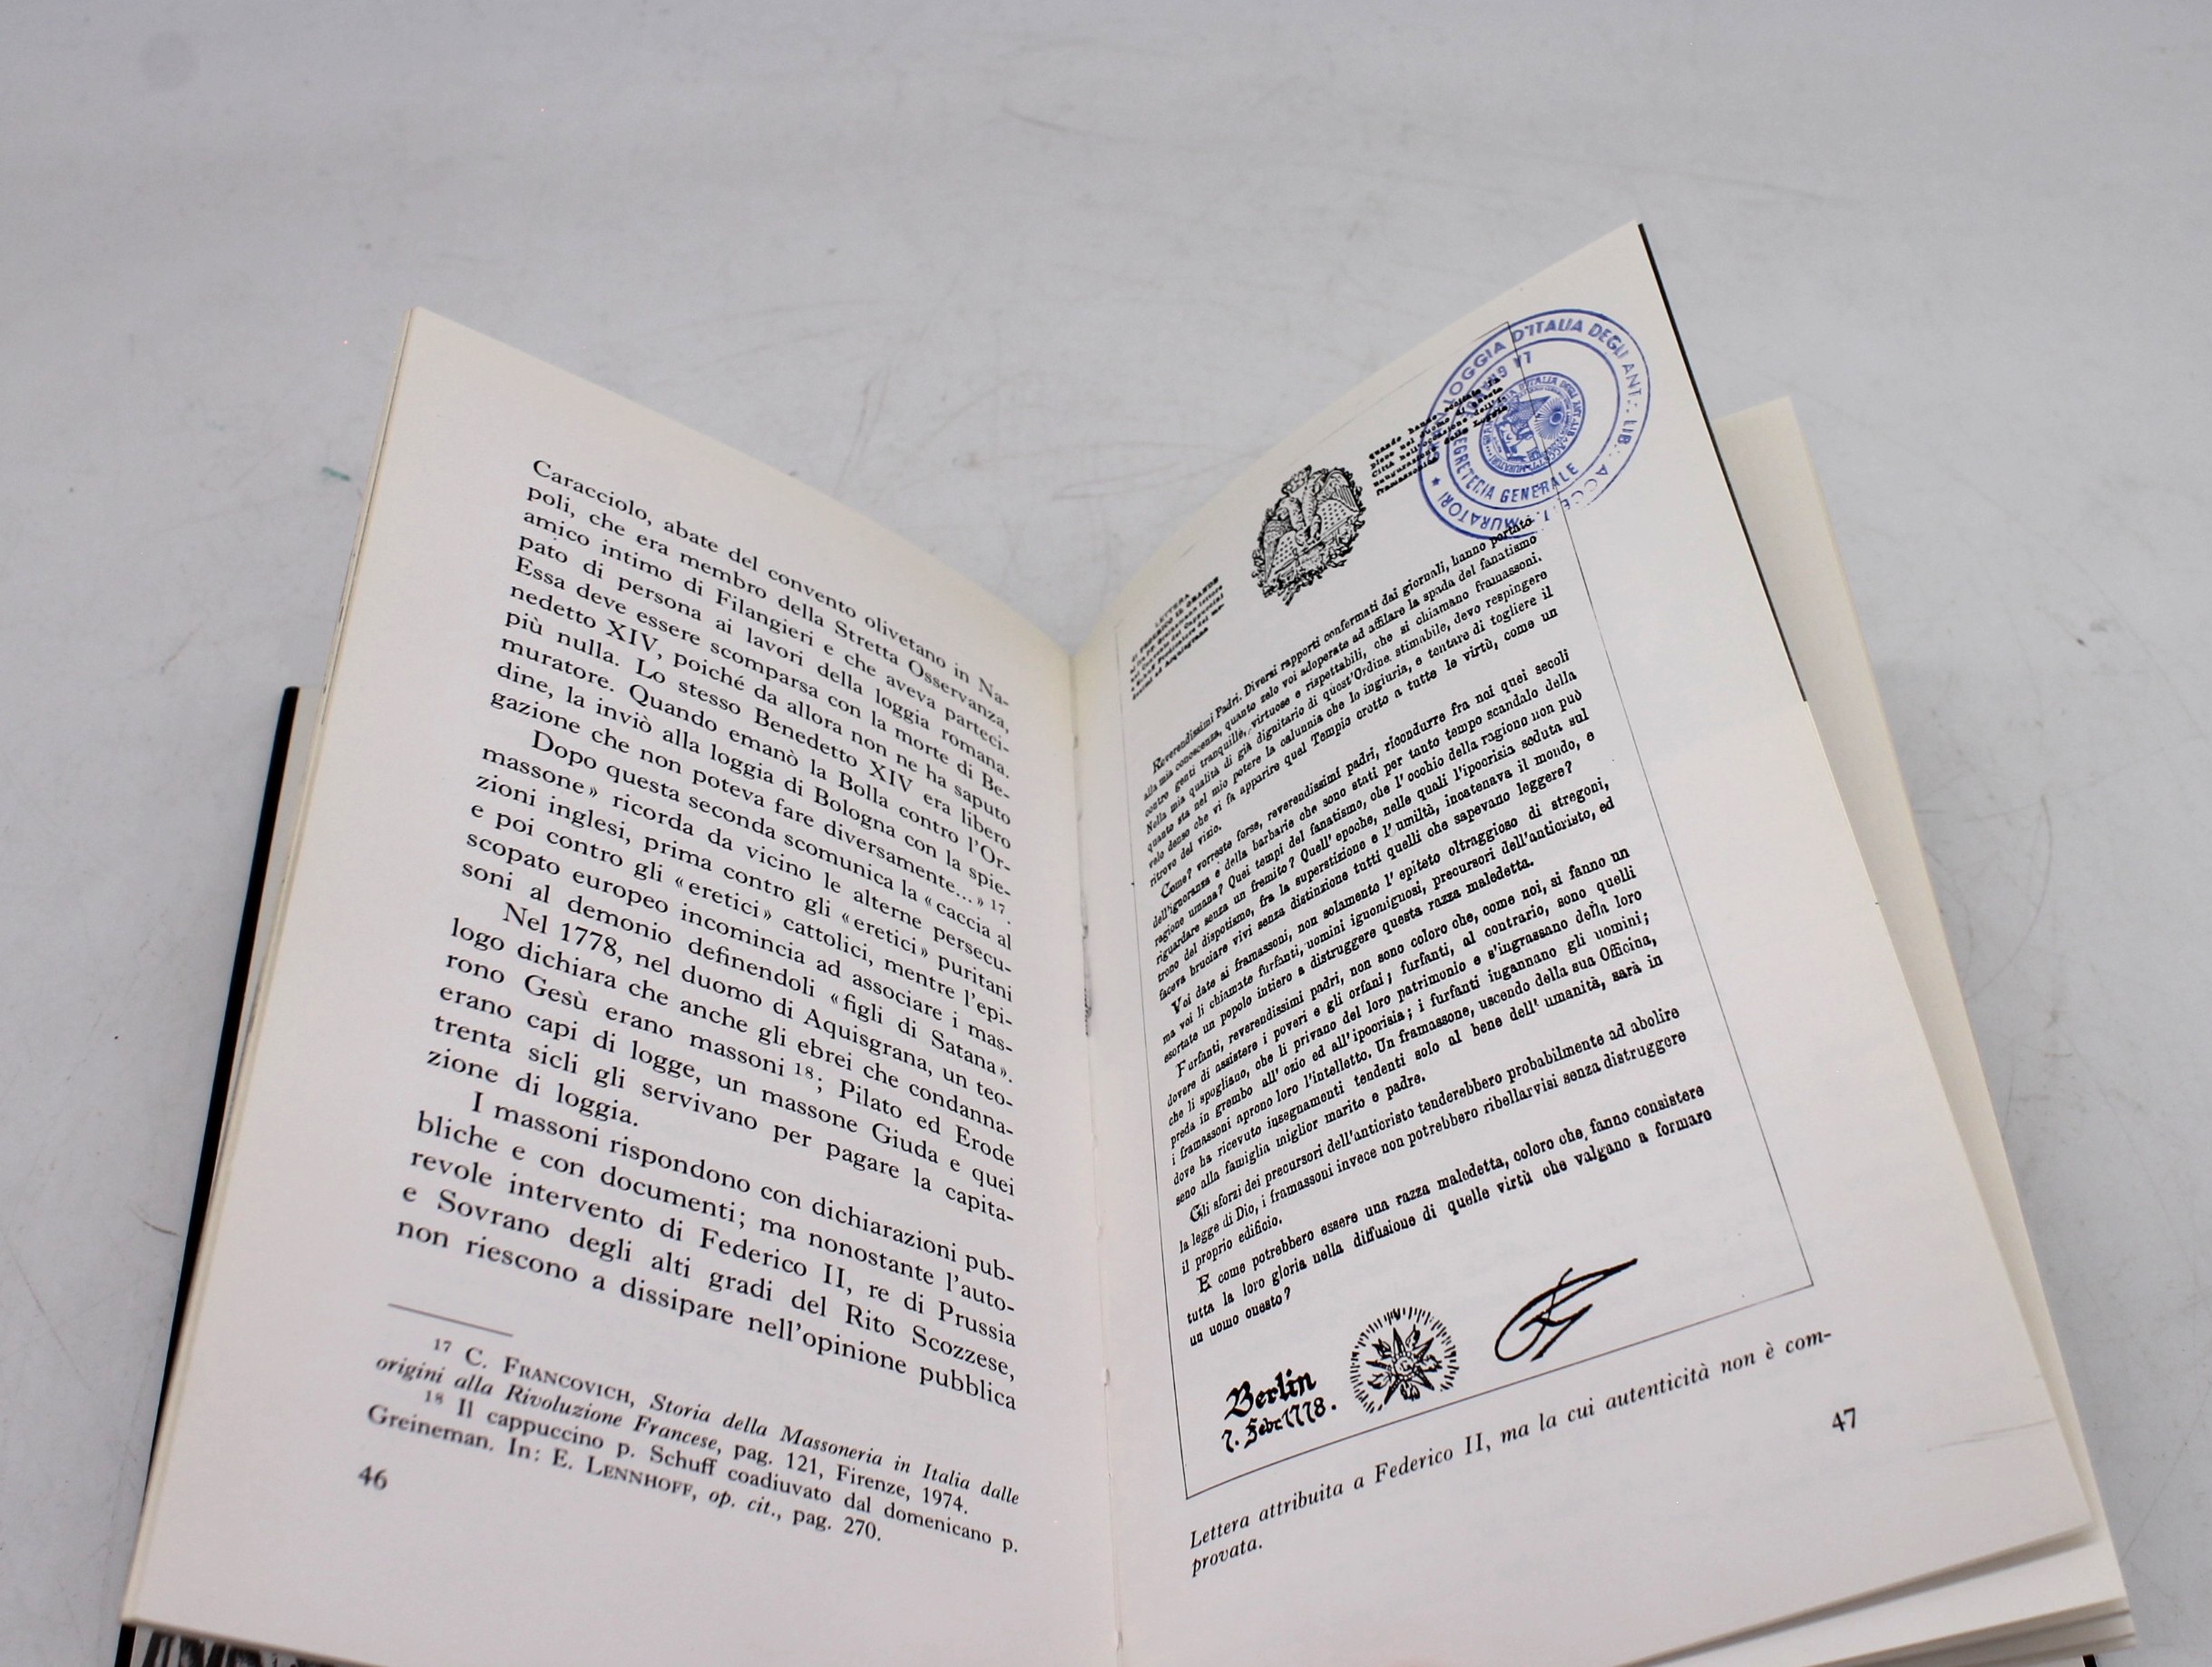 Caracciolo, abate del convento olivetano in Na-
poli, che era membro della Stretta Osservanza,
amico intimo di Filangieri e che aveva parteci-
pato di persona ai lavori della loggia romana.
Essa deve essere scomparsa con la morte di Be-
nedetto XIV, poiché da allora non ne ha saputo
più nulla. Lo stesso Benedetto XIV era libero
muratore. Quando emanò la Bolla contro l'Or-
dine, la inviò alla loggia di Bologna con la spie-
gazione che non poteva fare diversamente...» 17.
Dopo questa seconda scomunica la «caccia al
massone» ricorda da vicino le alterne persecu-
zioni inglesi, prima contro gli «eretici» puritani
e poi contro gli «eretici» cattolici, mentre l'epi-
scopato europeo incomincia ad associare i mas-
soni al demonio definendoli «figli di Satana».
Nel 1778, nel duomo di Aquisgrana, un teo-
logo dichiara che anche gli ebrei che condanna-
rono Gesù erano massoni 18; Pilato ed Erode
erano capi di logge, un massone Giuda e quei
trenta sicli gli servivano per pagare la capita-
zione di loggia.
I massoni rispondono con dichiarazioni pub-
bliche e con documenti; ma nonostante l'auto-
revole intervento di Federico II, re di Prussia
e Sovrano degli alti gradi del Rito Scozzese,
non riescono a dissipare nell'opinione pubblica
17 C. FRANCOVICH, Storia della Massoneria in Italia dalle
origini alla Rivoluzione Francese, pag. 121, Firenze, 1974.
18 Il cappuccino p. Schuff coadiuvato dal domenicano p.
Greineman. In: E. LENNHOFF, op. cit., pag. 270.
46
LOGGIA D'ITALIA DEGLI ANT∴ LIB∴ ACC∴ MURATORI
GENERALE
LETTERA
di FEDERICO IL GRANDE
Reverendissimi Padri. Diversi rapporti confermati dai giornali, hanno portato
alla mia conoscenza, quanto zelo voi adoperate ad affilare la spada del fanatismo
contro genti tranquille, virtuose e rispettabili, che si chiamano framassoni.
Nella mia qualità di già dignitario di quost'Ordine stimabile, devo respingere
quanto sta nel mio potere la calunnia che lo ingiuria, e tentare di togliere il
velo denso che vi fa apparire quel Tempio erotto a tutte le virtù, come un
ritrovo del vizio.
Come? vorreste forse, reverendissimi padri, ricondurre fra noi quei secoli
dell'ignoranza e della barbarie che sono stati per tanto tempo scandalo della
ragione umana? Quei tempi del fanatismo, che l'occhio della ragione non può
riguardare senza un fremito? Quell'epoche, nelle quali l'ipocrisia seduta sul
trono del dispotismo, fra la superstizione e l'umiltà, incatenava il mondo, e
faceva bruciare vivi senza distinzione tutti quelli che sapevano leggere?
Voi date ai framassoni, non solamente l'epiteto oltraggioso di stregoni,
ma voi li chiamate furfanti, uomini ignominiosi, precursori dell'anticristo, ed
esortate un popolo intiero a distruggere questa razza maledetta.
Furfanti, reverendissimi padri, non sono coloro che, come noi, si fanno un
dovere di assistere i poveri e gli orfani; furfanti, al contrario, sono quelli
che li spogliano, che li privano del loro patrimonio e s'ingrassano della loro
preda in grembo all'ozio ed all'ipocrisia; i furfanti ingannano gli uomini;
i framassoni aprono loro l'intelletto. Un framassone, uscendo della sua Officina,
dove ha ricevuto insegnamenti tendenti solo al bene dell'umanità, sarà in
seno alla famiglia miglior marito e padre.
Gli sforzi dei precursori dell'anticristo tenderebbero probabilmente ad abolire
la legge di Dio, i framassoni invece non potrebbero ribellarvisi senza distruggere
il proprio edificio.
E come potrebbero essere una razza maledetta, coloro che fanno consistere
tutta la loro gloria nella diffusione di quelle virtù che valgano a formare
un uomo onesto?
Berlin
7. Febr. 1778.
Lettera attribuita a Federico II, ma la cui autenticità non è com-
provata.
47